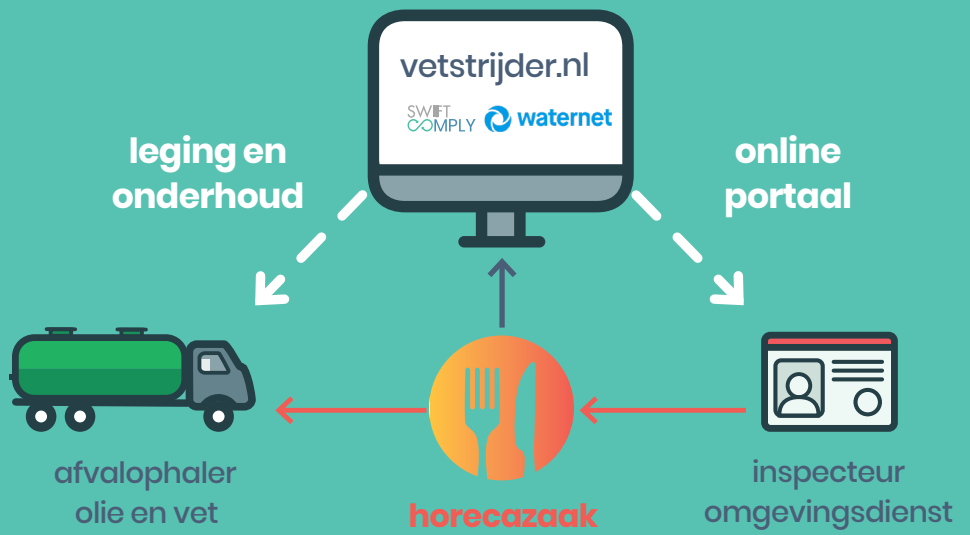 vetstrijder.nl
SWIFT
COMPLY
waternet
leging en
onderhoud
online
portaal
afvalophaler
olie en vet
horecazaak
inspecteur
omgevingsdienst